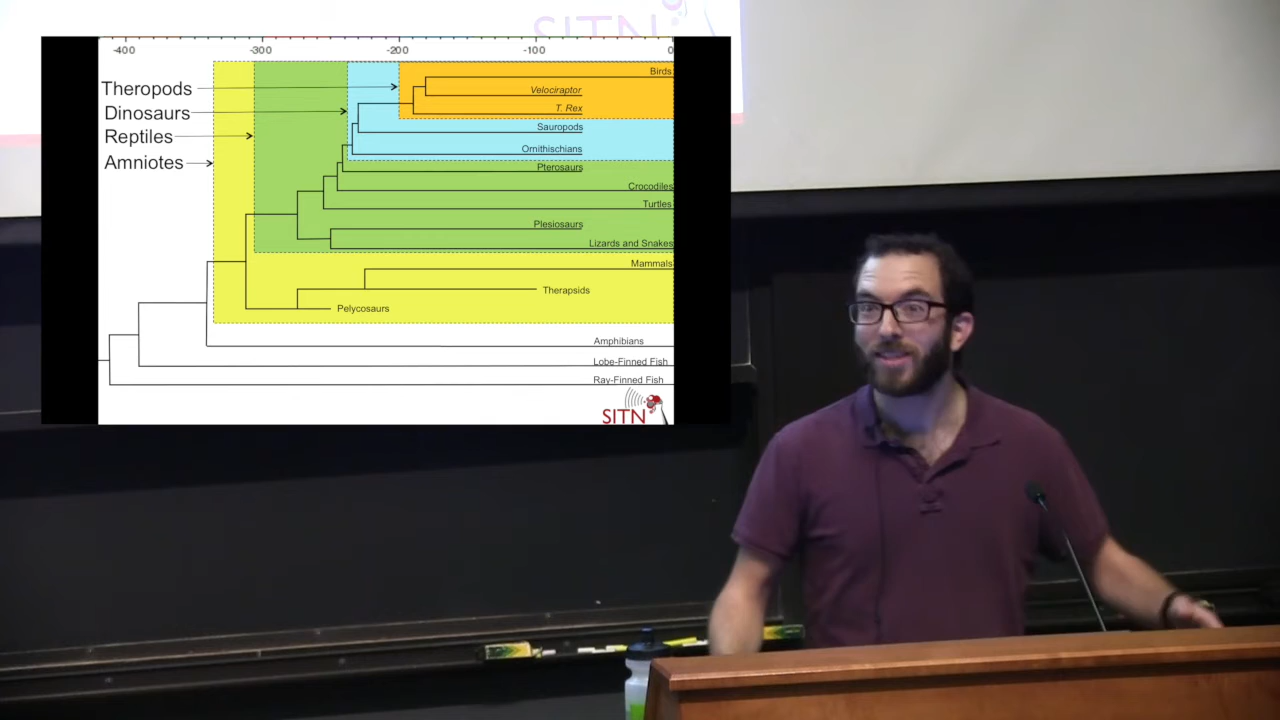 SITN
-400 -300 -200 -100 0
Theropods
Dinosaurs
Reptiles
Amniotes
Birds
Velociraptor
T. Rex
Sauropods
Ornithischians
Pterosaurs
Crocodiles
Turtles
Plesiosaurs
Lizards and Snakes
Mammals
Therapsids
Pelycosaurs
Amphibians
Lobe-Finned Fish
Ray-Finned Fish
SITN